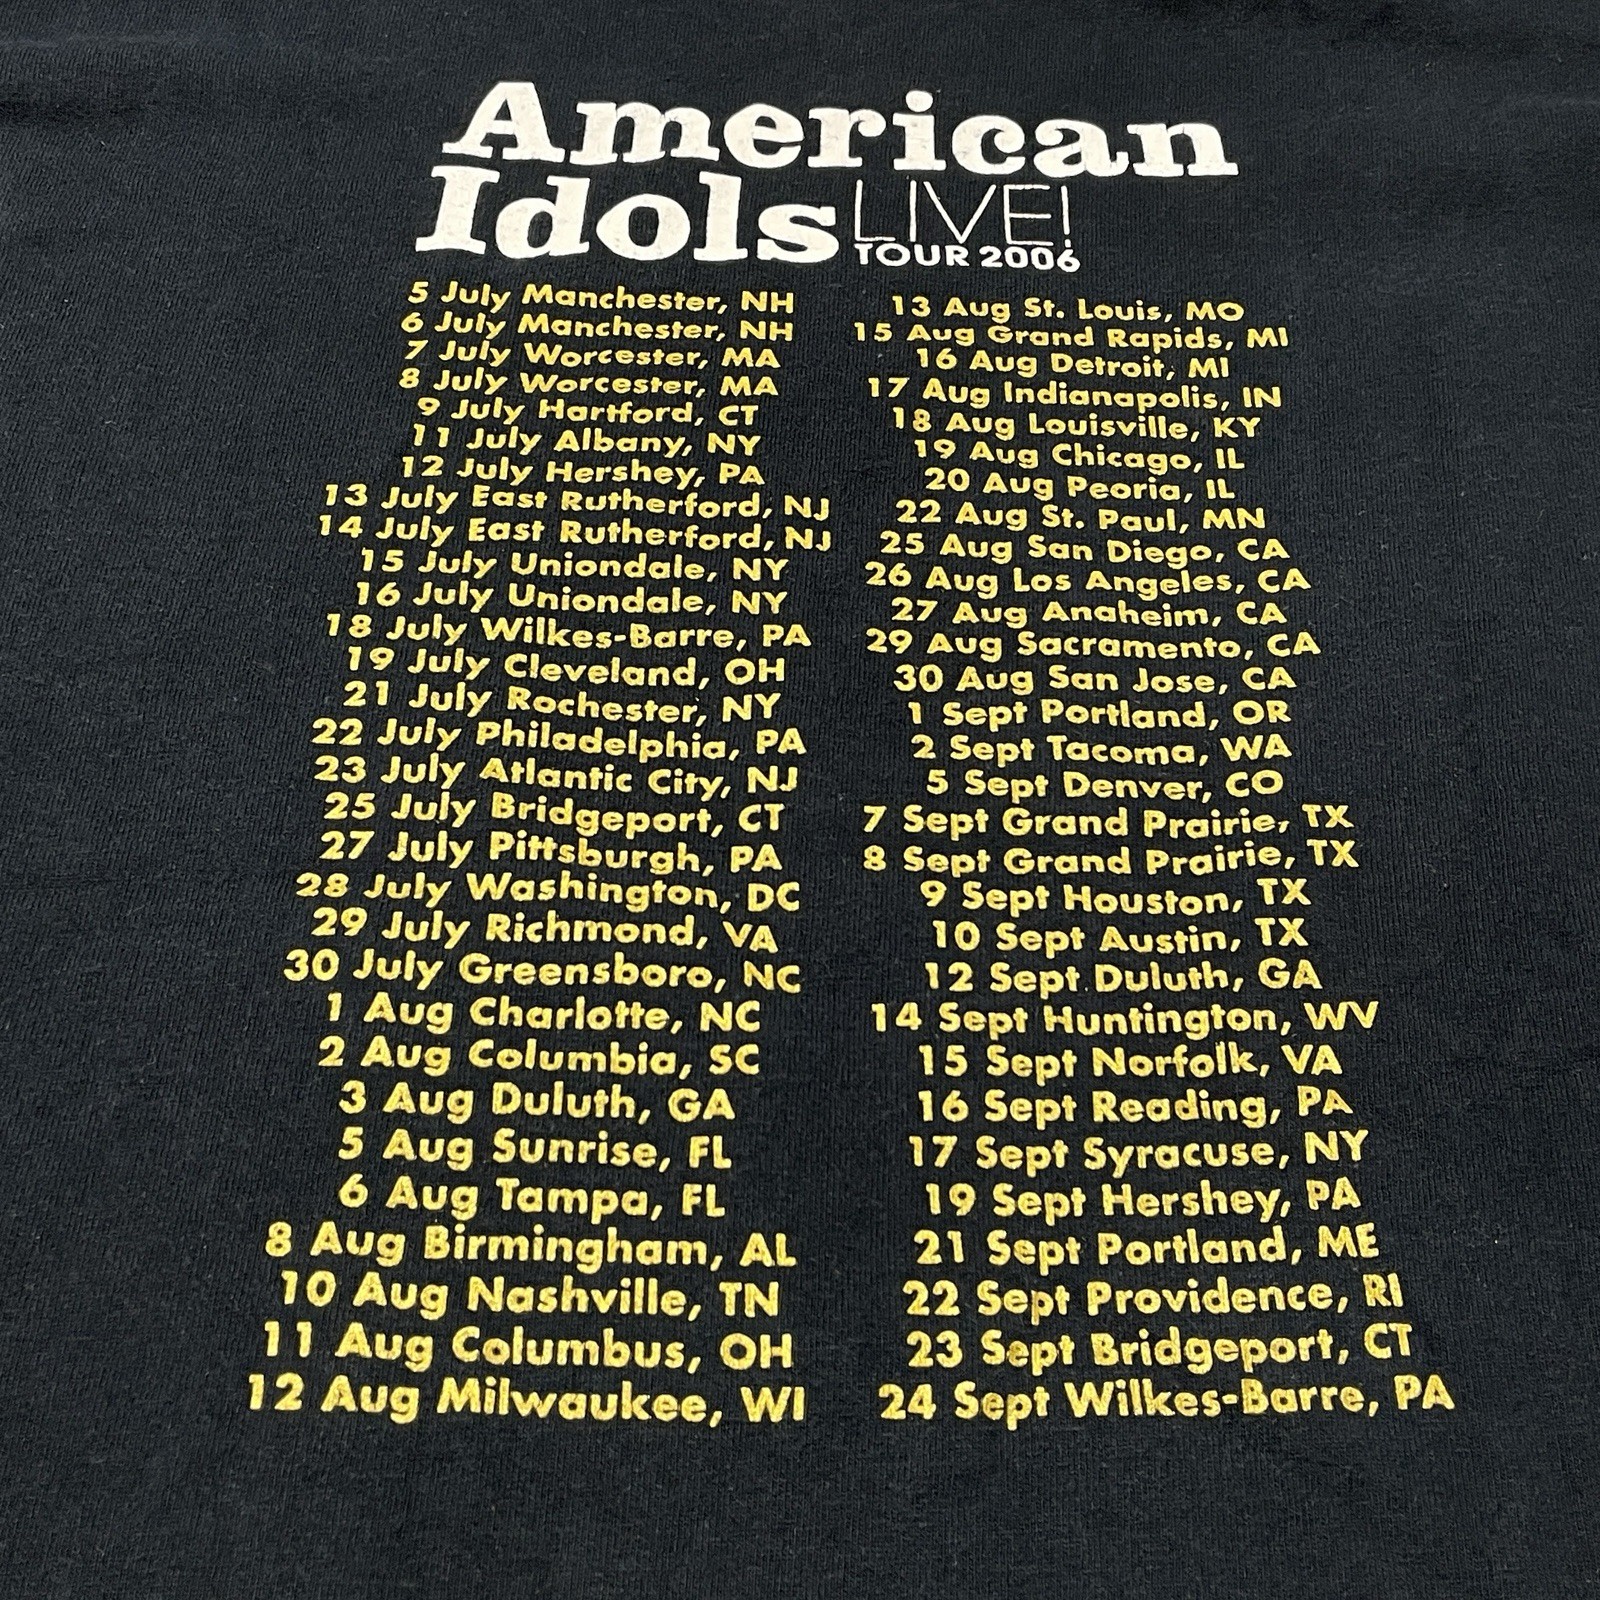 American
Idols LIVE!
TOUR 2006
5 July Manchester, NH
6 July Manchester, NH
7 July Worcester, MA
8 July Worcester, MA
9 July Hartford, CT
11 July Albany, NY
12 July Hershey, PA
13 July East Rutherford, NJ
14 July East Rutherford, NJ
15 July Uniondale, NY
16 July Uniondale, NY
18 July Wilkes-Barre, PA
19 July Cleveland, OH
21 July Rochester, NY
22 July Philadelphia, PA
23 July Atlantic City, NJ
25 July Bridgeport, CT
27 July Pittsburgh, PA
28 July Washington, DC
29 July Richmond, VA
30 July Greensboro, NC
1 Aug Charlotte, NC
2 Aug Columbia, SC
3 Aug Duluth, GA
5 Aug Sunrise, FL
6 Aug Tampa, FL
8 Aug Birmingham, AL
10 Aug Nashville, TN
11 Aug Columbus, OH
12 Aug Milwaukee, WI
13 Aug St. Louis, MO
15 Aug Grand Rapids, MI
16 Aug Detroit, MI
17 Aug Indianapolis, IN
18 Aug Louisville, KY
19 Aug Chicago, IL
20 Aug Peoria, IL
22 Aug St. Paul, MN
25 Aug San Diego, CA
26 Aug Los Angeles, CA
27 Aug Anaheim, CA
29 Aug Sacramento, CA
30 Aug San Jose, CA
1 Sept Portland, OR
2 Sept Tacoma, WA
5 Sept Denver, CO
7 Sept Grand Prairie, TX
8 Sept Grand Prairie, TX
9 Sept Houston, TX
10 Sept Austin, TX
12 Sept Duluth, GA
14 Sept Huntington, WV
15 Sept Norfolk, VA
16 Sept Reading, PA
17 Sept Syracuse, NY
19 Sept Hershey, PA
21 Sept Portland, ME
22 Sept Providence, RI
23 Sept Bridgeport, CT
24 Sept Wilkes-Barre, PA